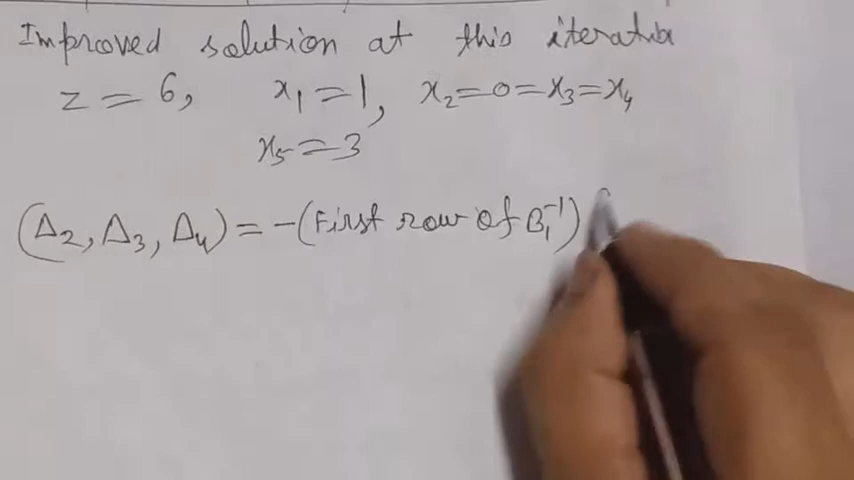 Improved solution at this iteration
z = 6, x₁ = 1, x₂ = 0 = x₃ = x₄
x₅ = 3
(Δ₂, Δ₃, Δ₄) = -(First row of B₁⁻¹)